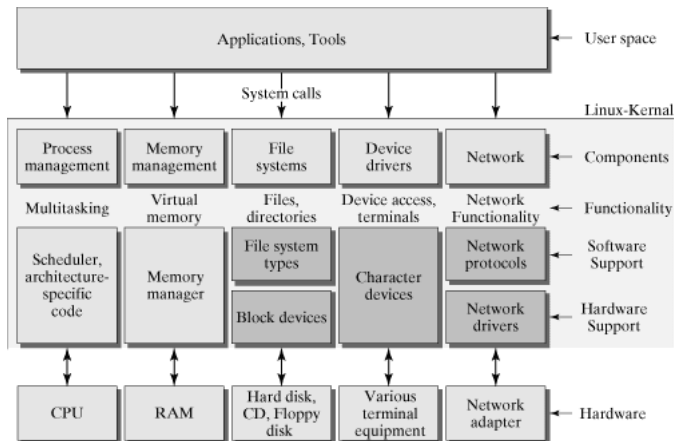 Applications, Tools
User space
System calls
Linux-Kernel
Process
management
Memory
management
File
systems
Device
drivers
Network
Components
Multitasking
Virtual
memory
Files,
directories
Device access,
terminals
Network
Functionality
Functionality
Scheduler,
architecture-
specific
code
Memory
manager
File system
types
Block devices
Character
devices
Network
protocols
Network
drivers
Software
Support
Hardware
Support
CPU
RAM
Hard disk,
CD, Floppy
disk
Various
terminal
equipment
Network
adapter
Hardware